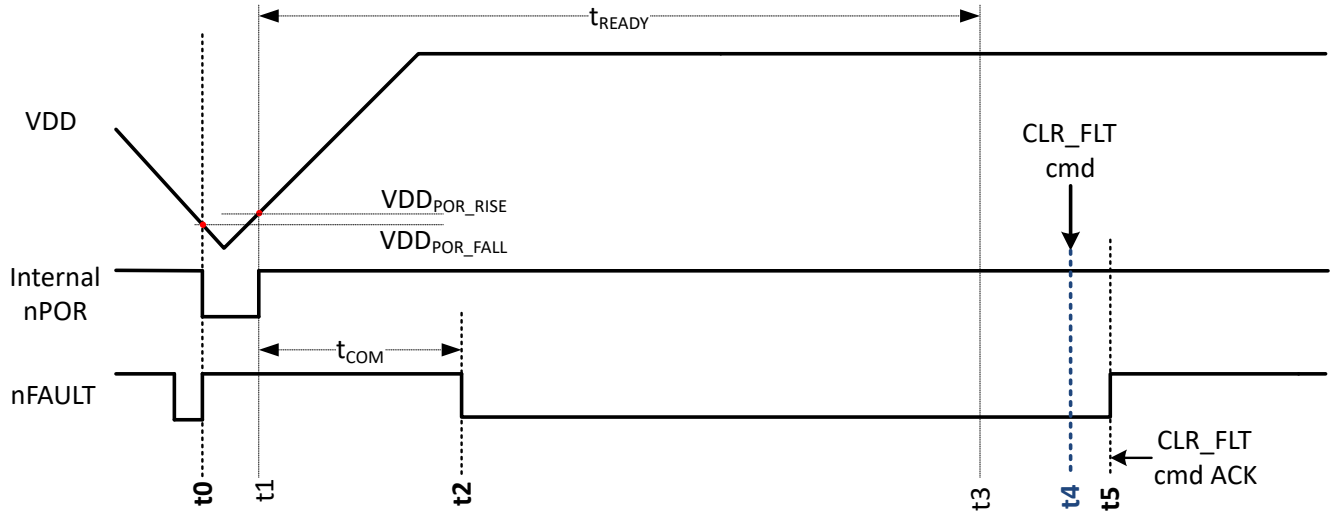 tREADY
VDD
CLR_FLT
cmd
VDDPOR_RISE
VDDPOR_FALL
Internal
nPOR
tCOM
nFAULT
CLR_FLT
cmd ACK
t0
t1
t2
t3
t4
t5